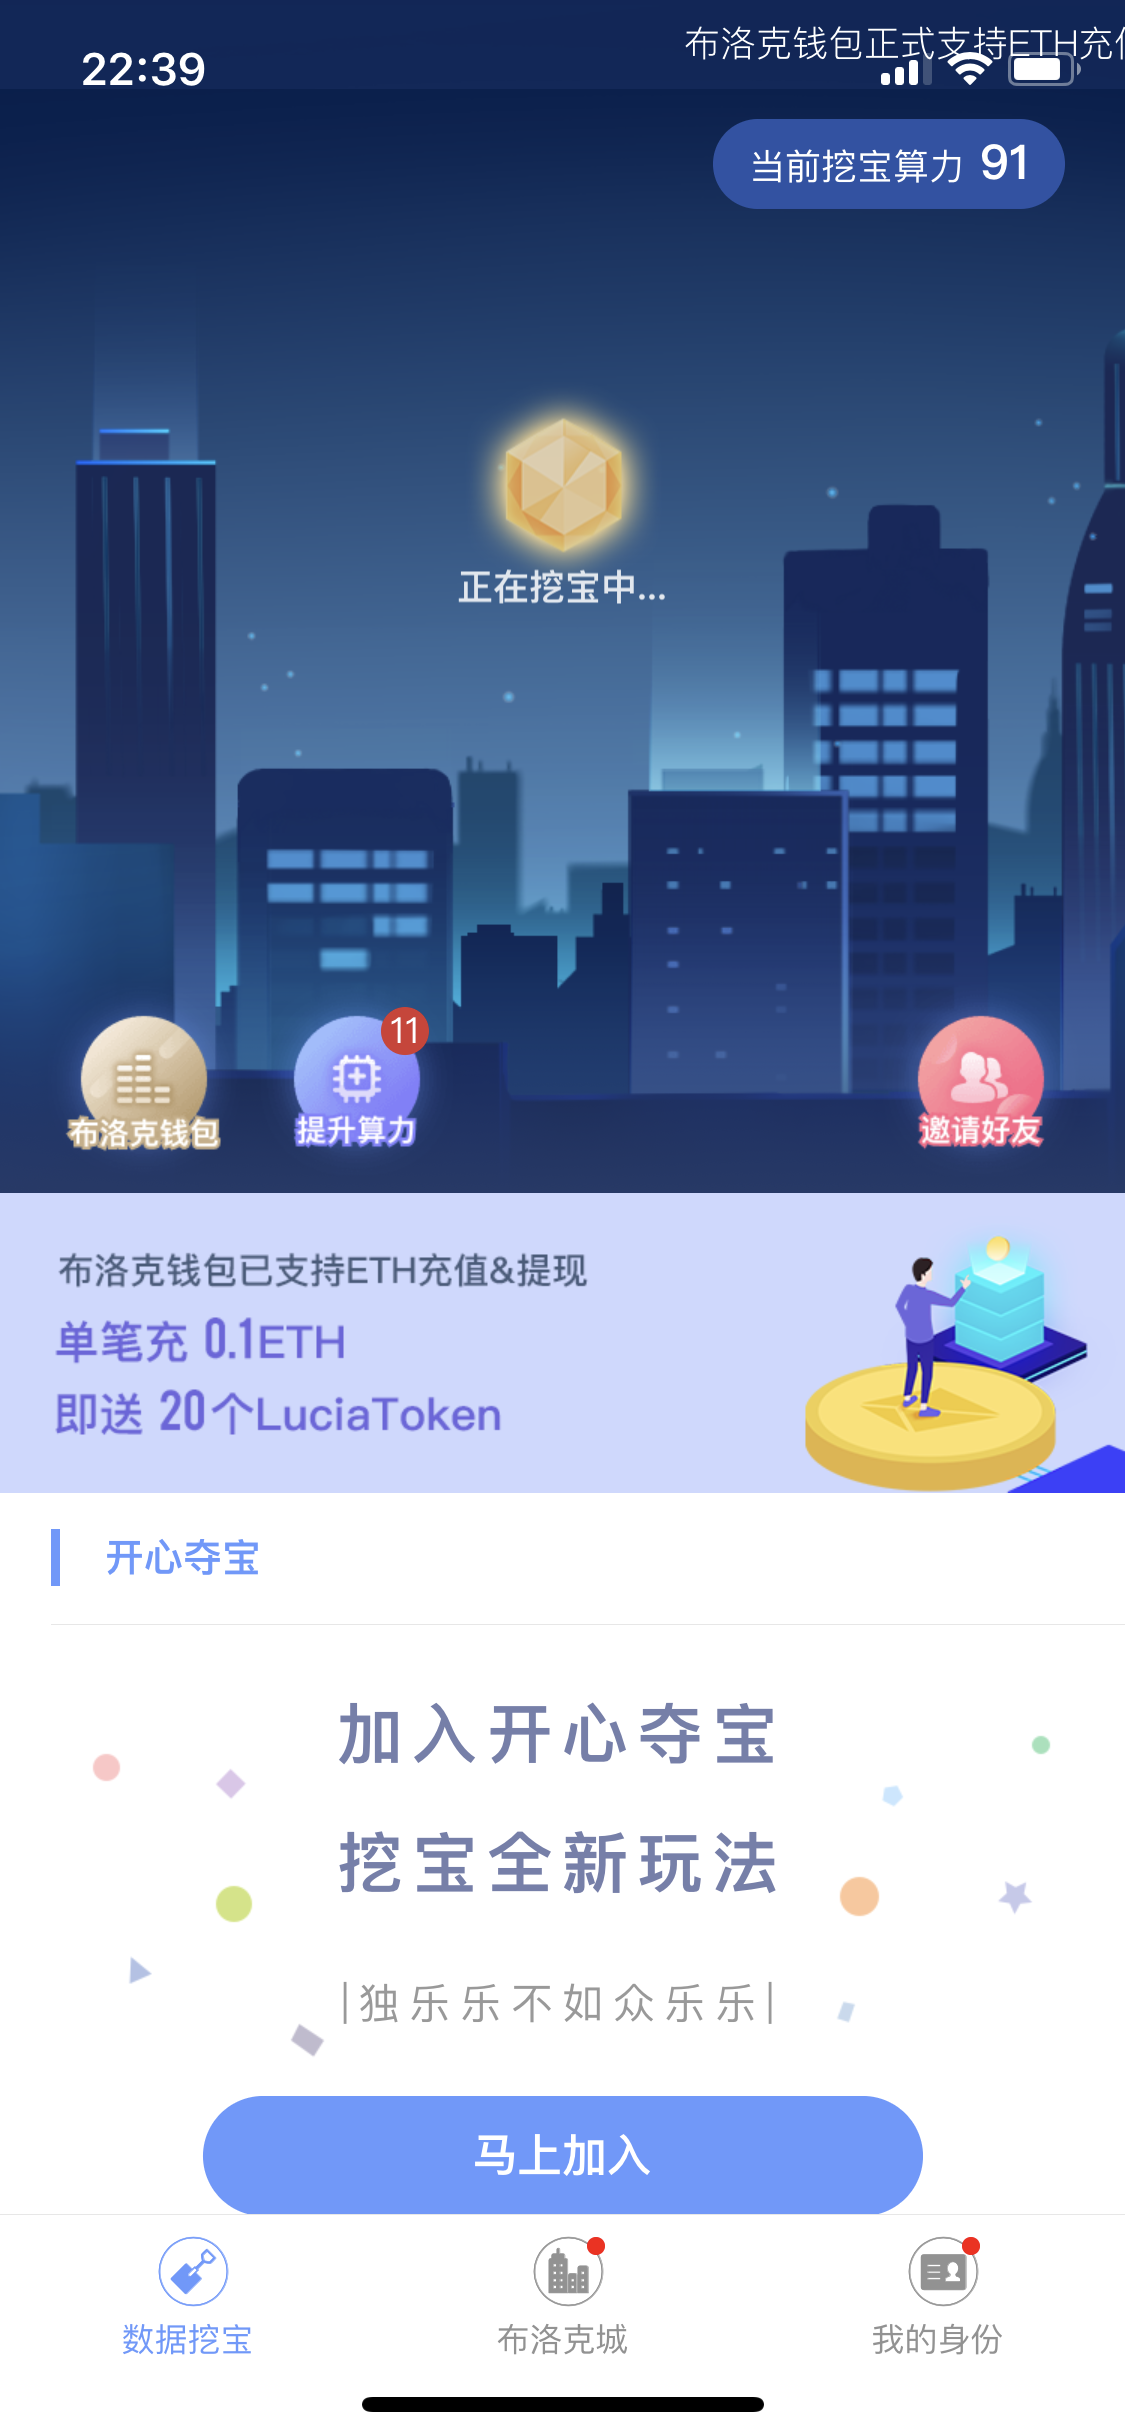 布洛克钱包正式支持ETH充
22:39
当前挖宝算力 91
正在挖宝中...
11
布洛克钱包
提升算力
邀请好友
布洛克钱包已支持ETH充值&提现
单笔充 0.1ETH
即送 20个LuciaToken
开心夺宝
加入开心夺宝
挖宝全新玩法
|独乐乐不如众乐乐|
马上加入
数据挖宝
布洛克城
我的身份